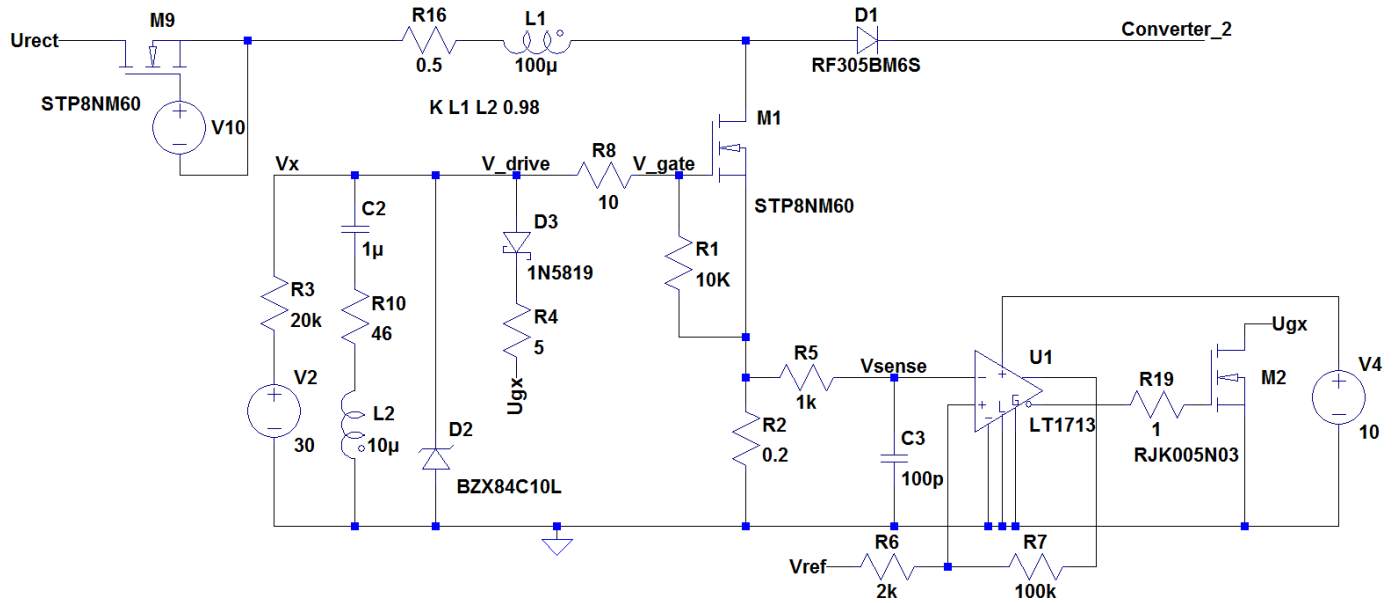 M9
R16
L1
D1
Urect
Converter_2
0.5
100µ
RF305BM6S
STP8NM60
K L1 L2 0.98
V10
M1
Vx
V_drive
R8
V_gate
10
STP8NM60
C2
1µ
D3
1N5819
R1
10K
R3
20k
R10
46
R4
5
Ugx
R5
1k
Vsense
U1
Ugx
V2
30
L2
10µ
D2
BZX84C10L
R2
0.2
C3
100p
L
G
LT1713
R19
1
M2
RJK005N03
V4
10
Vref
R6
2k
R7
100k